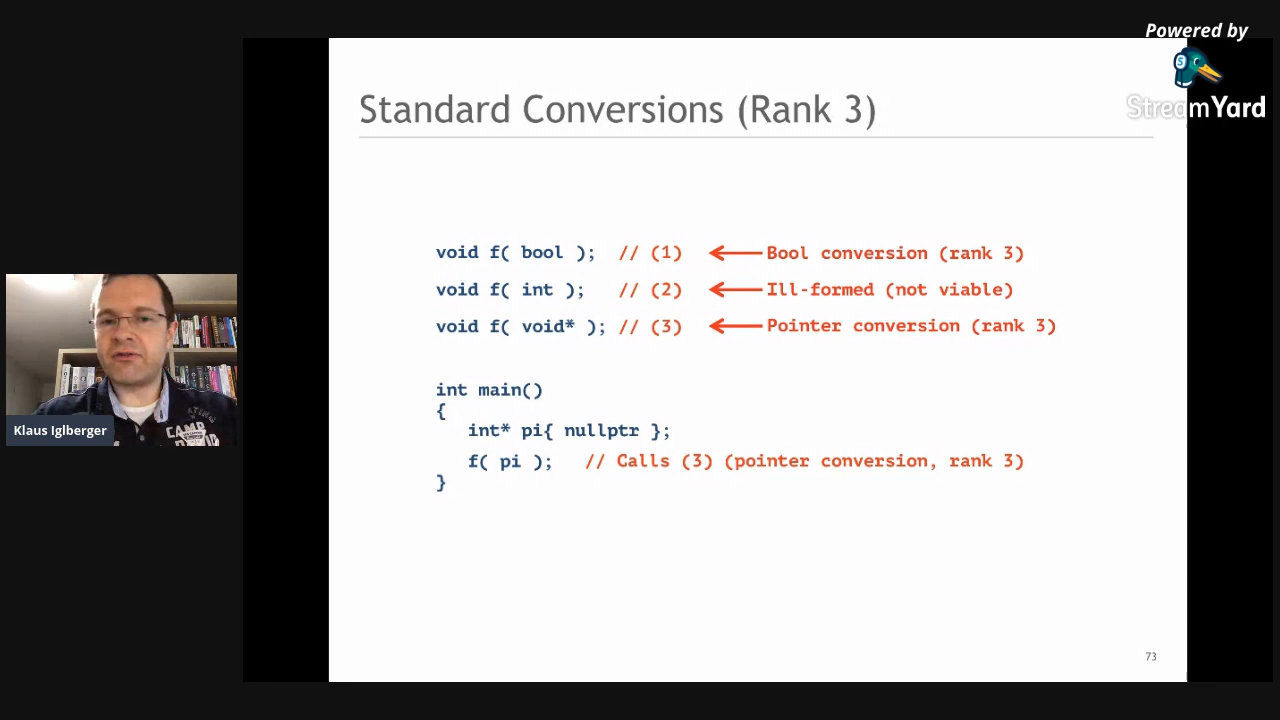 Powered by
StreamYard
Standard Conversions (Rank 3)
void f( bool ); // (1) Bool conversion (rank 3)
void f( int ); // (2) Ill-formed (not viable)
void f( void* ); // (3) Pointer conversion (rank 3)
int main()
{
int* pi{ nullptr };
f( pi ); // Calls (3) (pointer conversion, rank 3)
}
CAMP
Klaus Iglberger
73